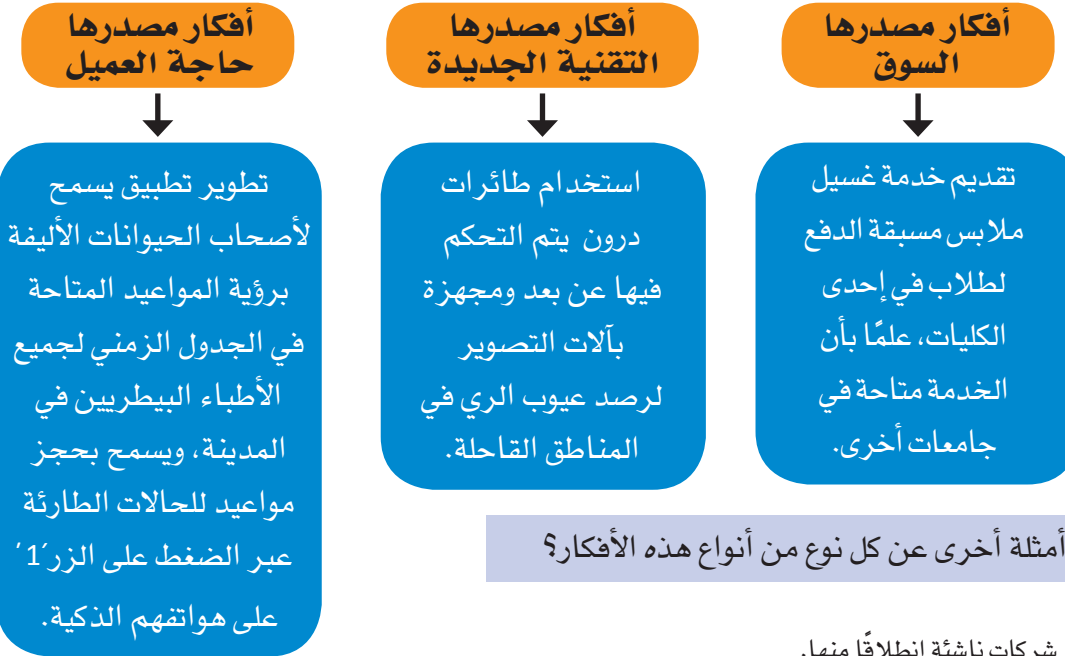 أفكار مصدرها
السوق
تقديم خدمة غسيل
ملابس مسبقة الدفع
لطلاب في إحدى
الكليات، علمًا بأن
الخدمة متاحة في
جامعات أخرى.
أفكار مصدرها
التقنية الجديدة
استخدام طائرات
درون يتم التحكم
فيها عن بعد ومجهزة
بآلات التصوير
لرصد عيوب الري في
المناطق القاحلة.
أفكار مصدرها
حاجة العميل
تطوير تطبيق يسمح
لأصحاب الحيوانات الأليفة
برؤية المواعيد المتاحة
في الجدول الزمني لجميع
الأطباء البيطريين في
المدينة، ويسمح بحجز
مواعيد للحالات الطارئة
عبر الضغط على الزر '1'
على هواتفهم الذكية.
أمثلة أخرى عن كل نوع من أنواع هذه الأفكار؟
شركات ناشئة انطلاقًا منها.